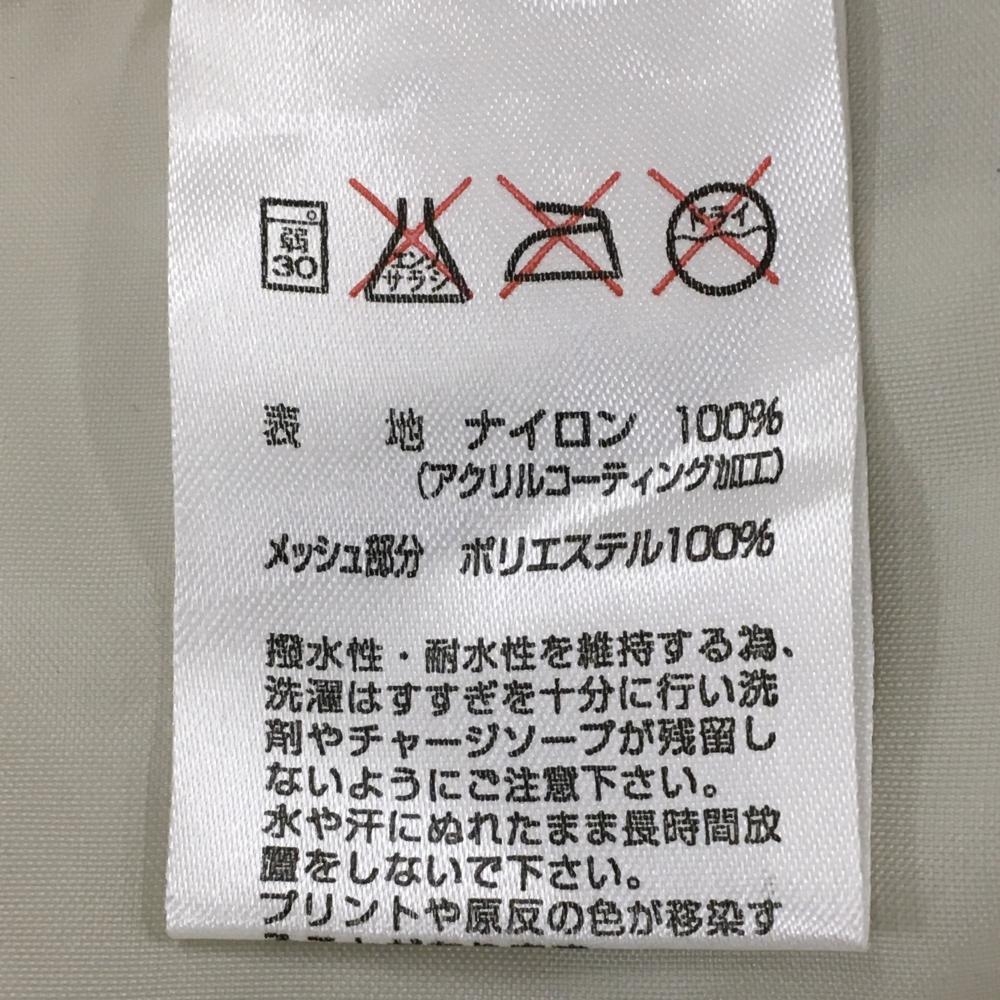 弱
30
エンソ
サラシ
ドライ
表 地 ナイロン 100%
(アクリルコーティング加工)
メッシュ部分 ポリエステル100%
撥水性・耐水性を維持する為、
洗濯はすすぎを十分に行い洗
剤やチャージソープが残留し
ないようにご注意下さい。
水や汗にぬれたまま長時間放
置をしないで下さい。
プリントや原反の色が移染す